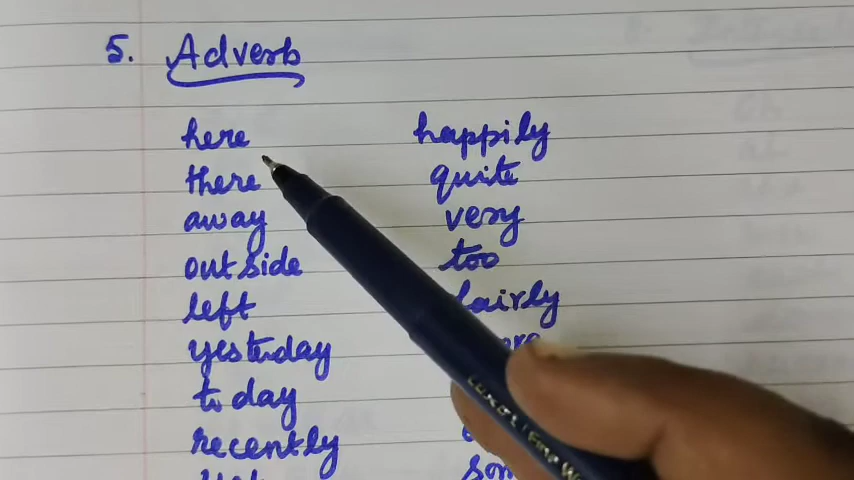 5. Adverb
here
there
away
outside
left
yesterday
today
recently
happily
quite
very
too
fairly